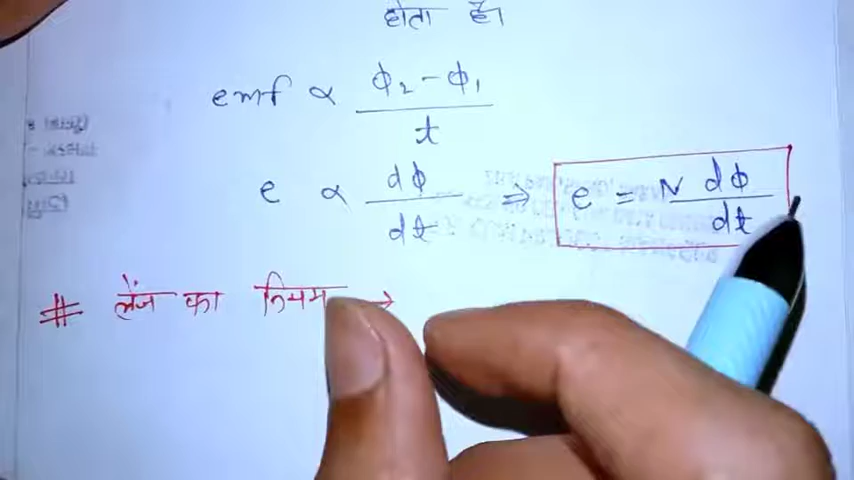 होता है।
emf ∝ ϕ₂ - ϕ₁ / t
e ∝ dϕ / dt ⇒ e = N dϕ / dt
# लेंज का नियम →